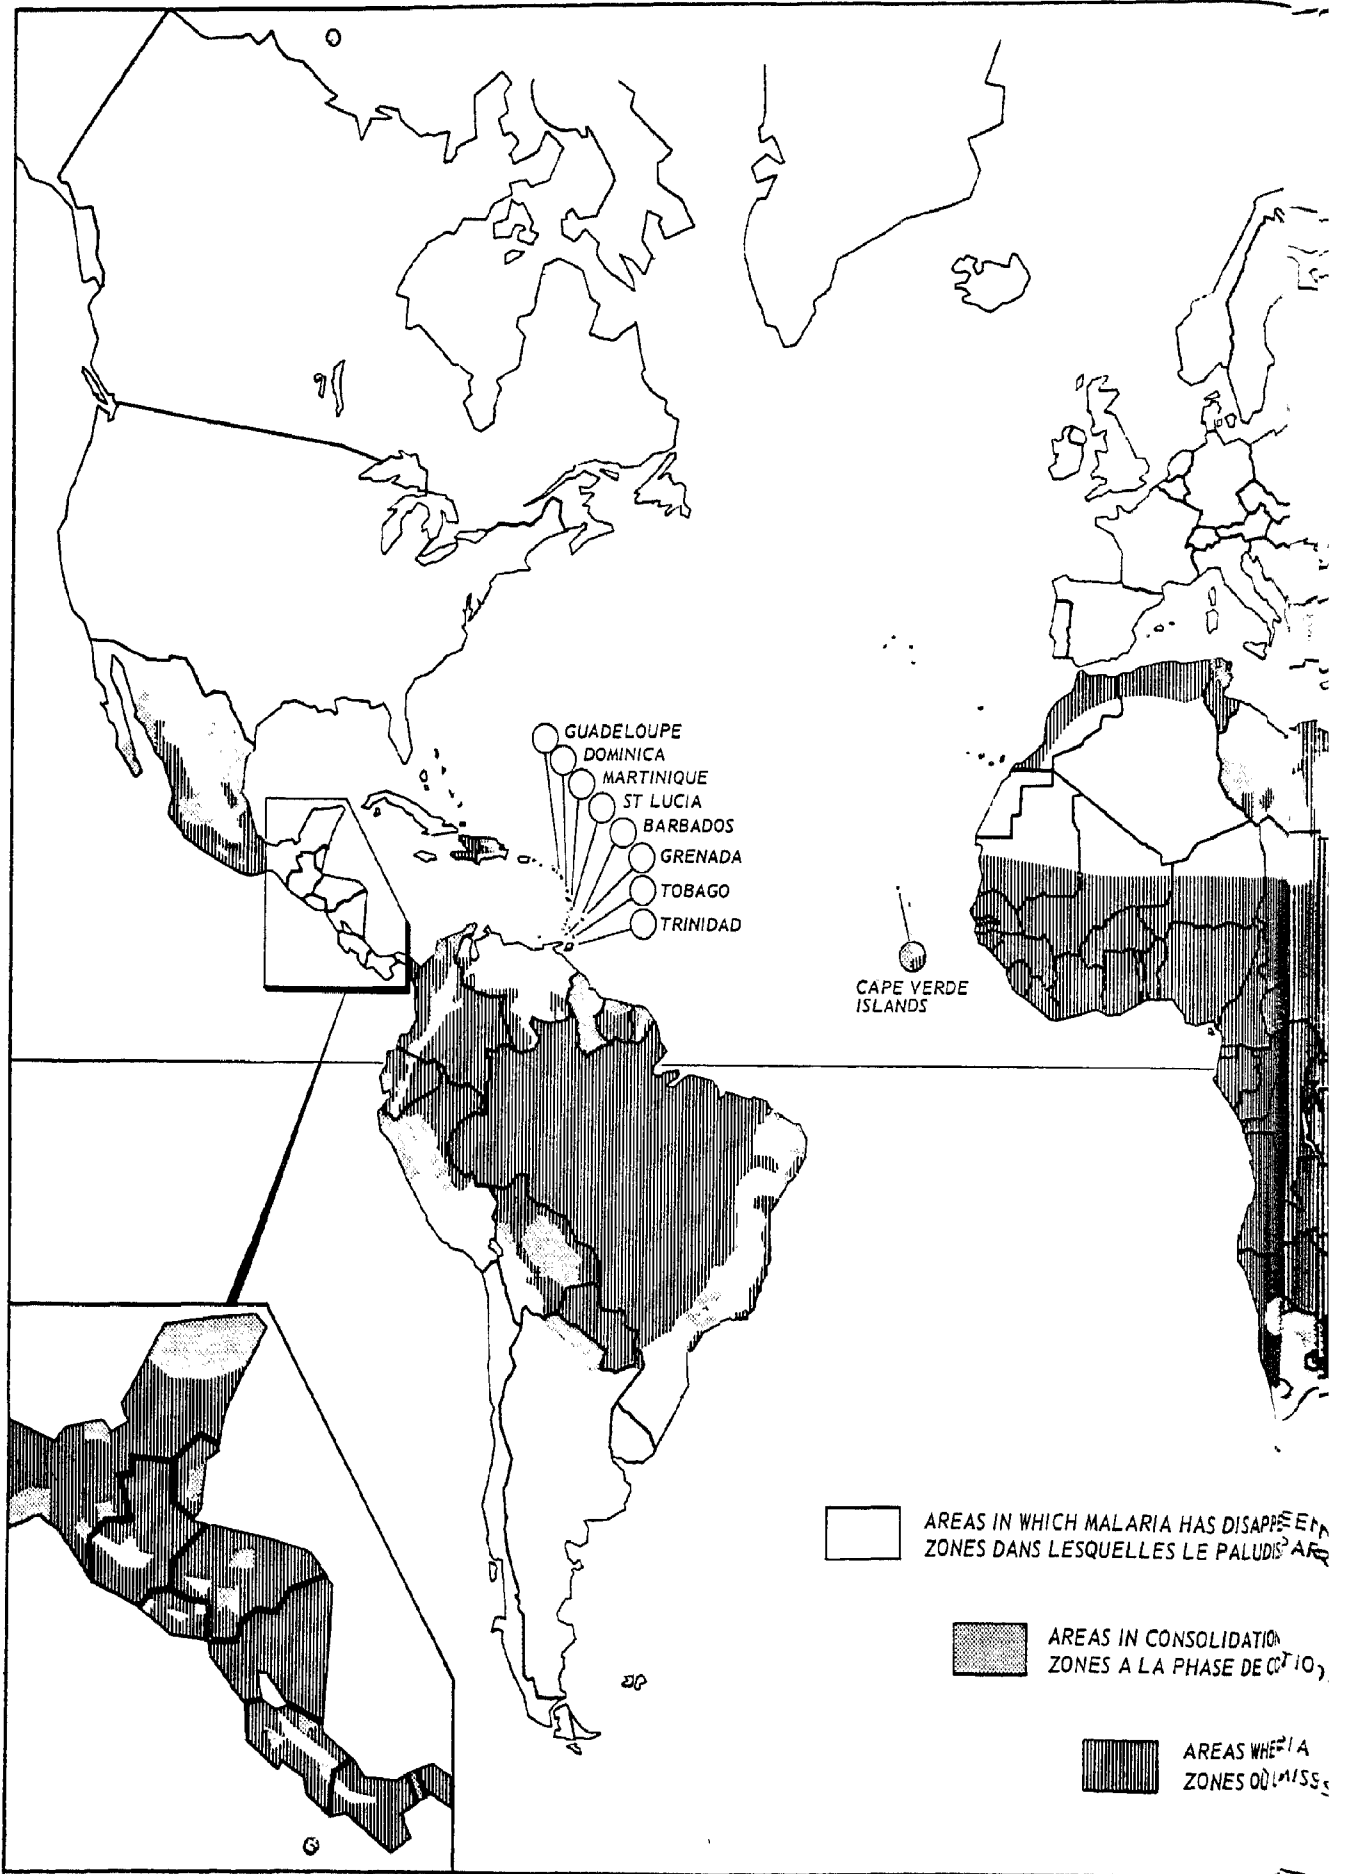 GUADELOUPE
DOMINICA
MARTINIQUE
ST LUCIA
BARBADOS
GRENADA
TOBAGO
TRINIDAD
CAPE VERDE
ISLANDS
AREAS IN WHICH MALARIA HAS
ZONES DANS LESQUELLES LE
AREAS IN CONSOLIDATION
ZONES A LA PHASE DE
AREAS
ZONES